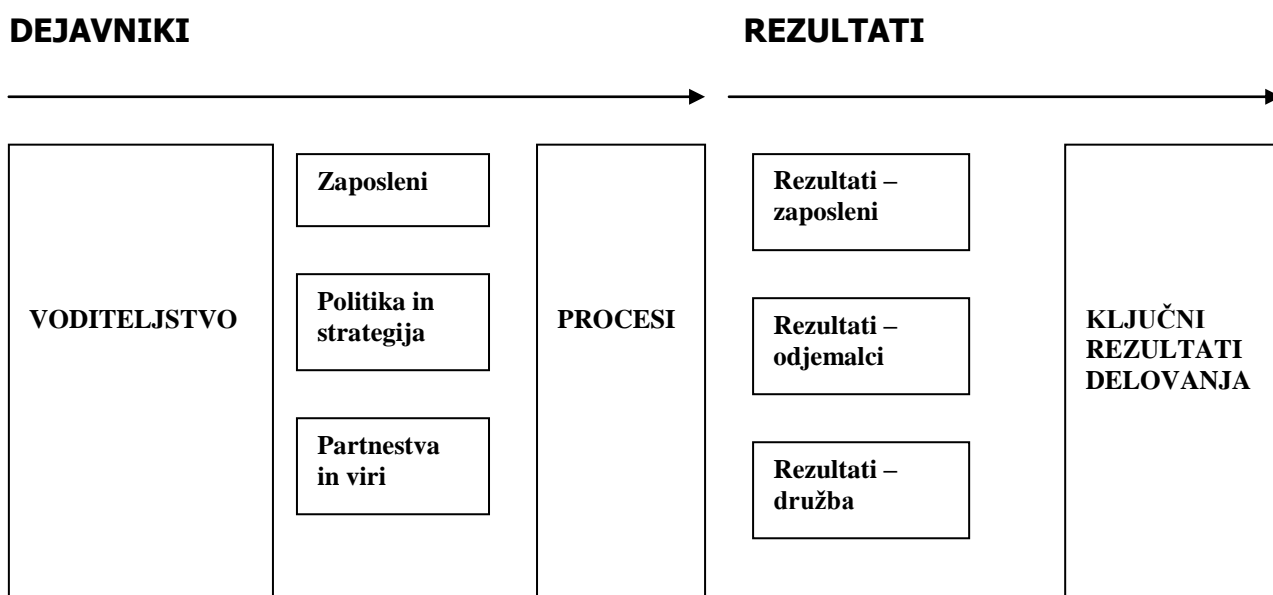 DEJAVNIKI
REZULTATI
VODITELJSTVO
Zaposleni
Politika in
strategija
Partnestva
in viri
PROCESI
Rezultati –
zaposleni
Rezultati –
odjemalci
Rezultati –
družba
KLJUČNI
REZULTATI
DELOVANJA